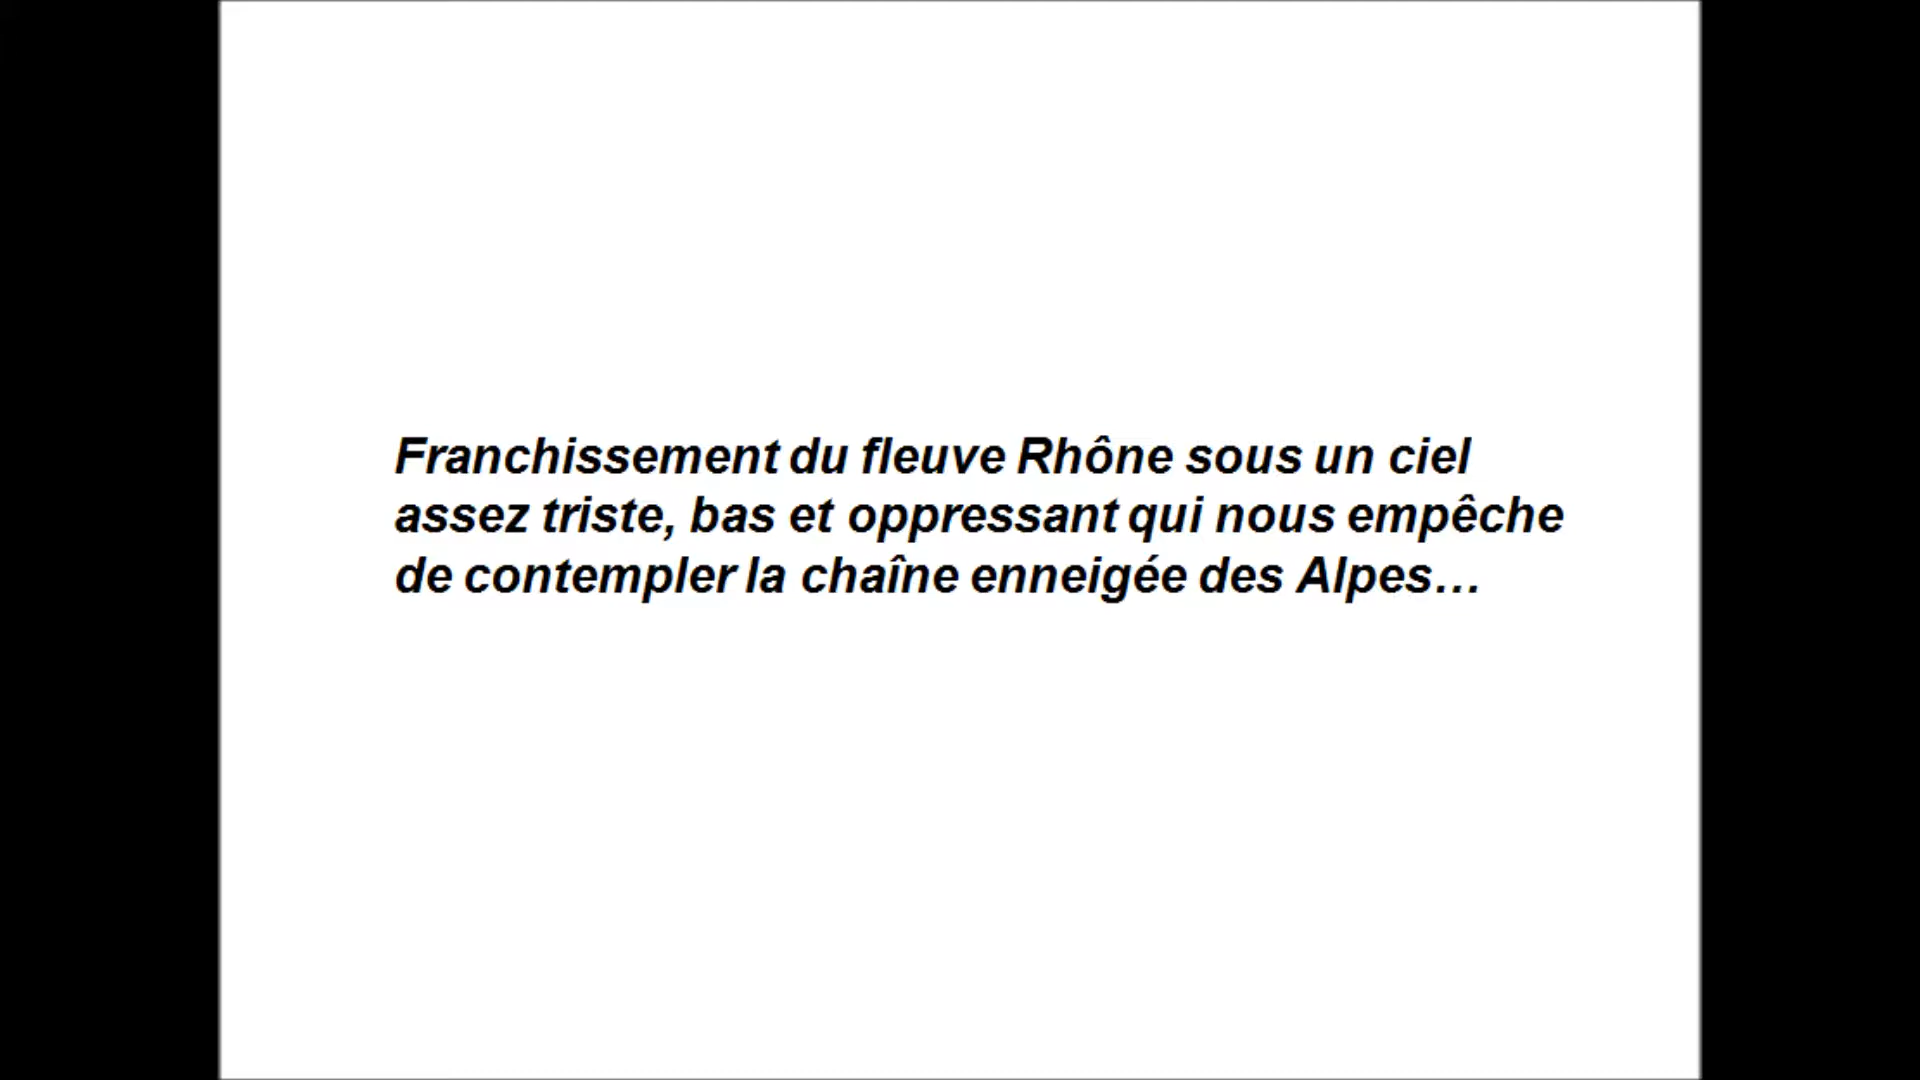 Franchissement du fleuve Rhône sous un ciel
assez triste, bas et oppressant qui nous empêche
de contempler la chaîne enneigée des Alpes…